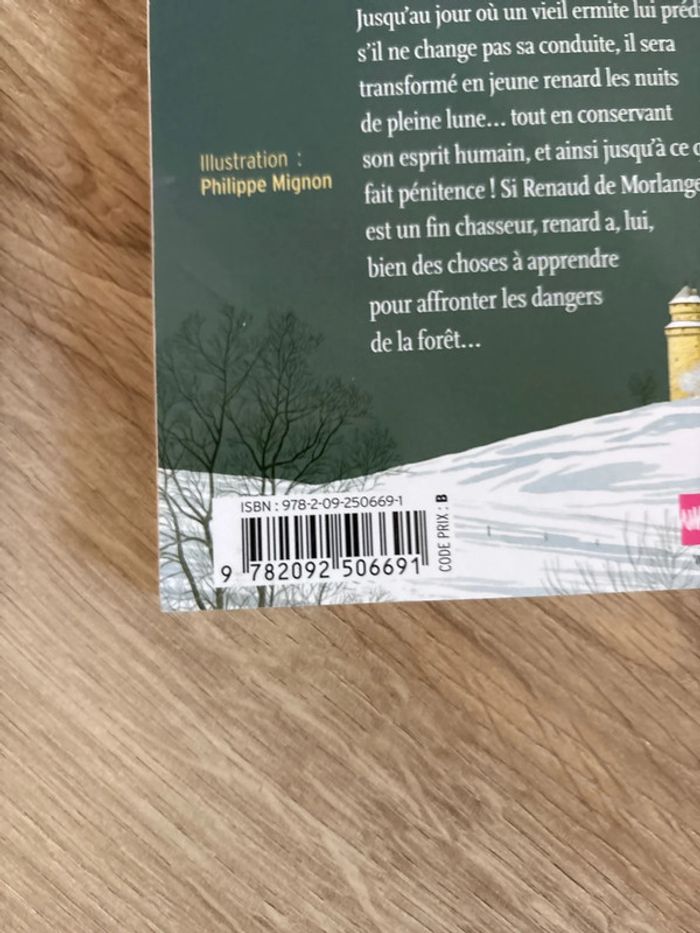 Jusqu'au jour où un vieil ermite lui préd
s'il ne change pas sa conduite, il sera
transformé en jeune renard les nuits
de pleine lune... tout en conservant
son esprit humain, et ainsi jusqu'à ce
fait pénitence ! Si Renaud de Morlange
est un fin chasseur, renard a, lui,
bien des choses à apprendre
pour affronter les dangers
de la forêt...
Illustration :
Philippe Mignon
ISBN : 978-2-09-250669-1
9 782092 506691
CODE PRIX : B